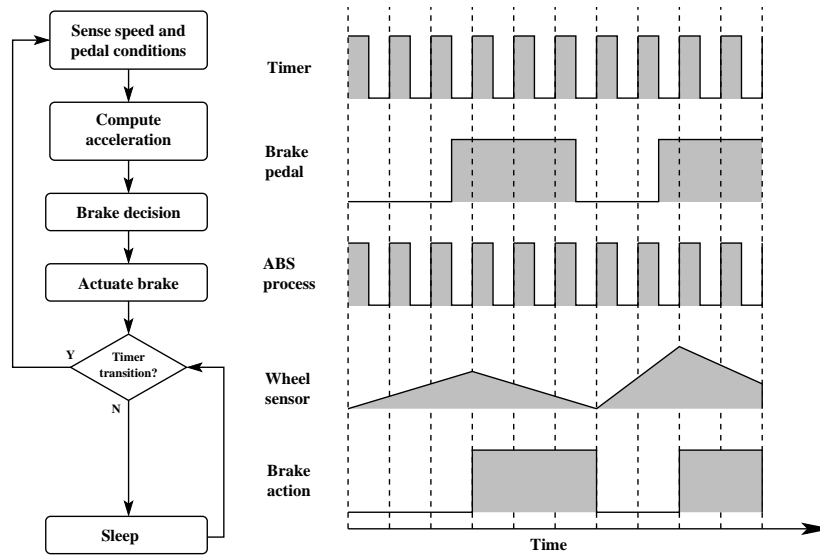 Sense speed and
pedal conditions
Compute
acceleration
Brake decision
Actuate brake
Timer
transition?
Y
N
Sleep
Timer
Brake
pedal
ABS
process
Wheel
sensor
Brake
action
Time